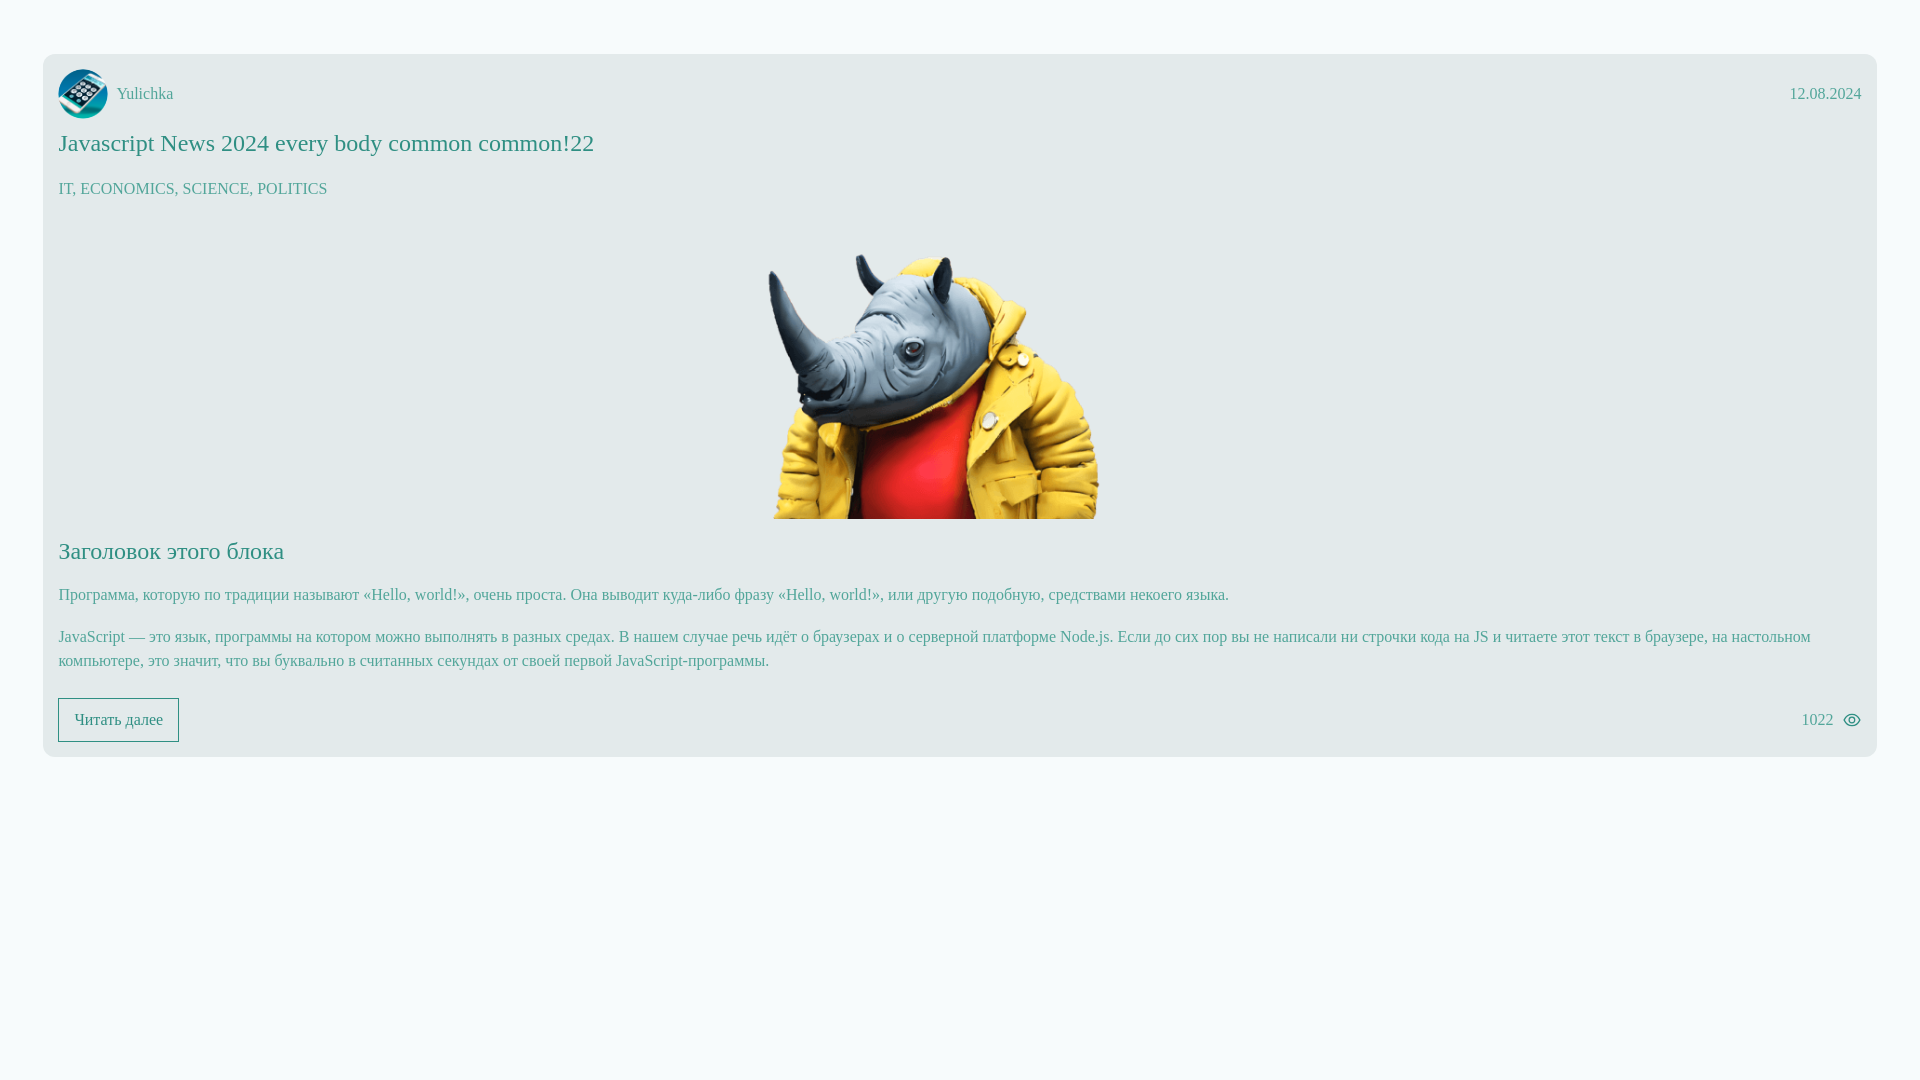 Yulichka
12.08.2024
Javascript News 2024 every body common common!22
IT, ECONOMICS, SCIENCE, POLITICS
Заголовок этого блока
Программа, которую по традиции называют «Hello, world!», очень проста. Она выводит куда-либо фразу «Hello, world!», или другую подобную, средствами некоего языка.
JavaScript — это язык, программы на котором можно выполнять в разных средах. В нашем случае речь идёт о браузерах и о серверной платформе Node.js. Если до сих пор вы не написали ни строчки кода на JS и читаете этот текст в браузере, на настольном
компьютере, это значит, что вы буквально в считанных секундах от своей первой JavaScript-программы.
Читать далее
1022